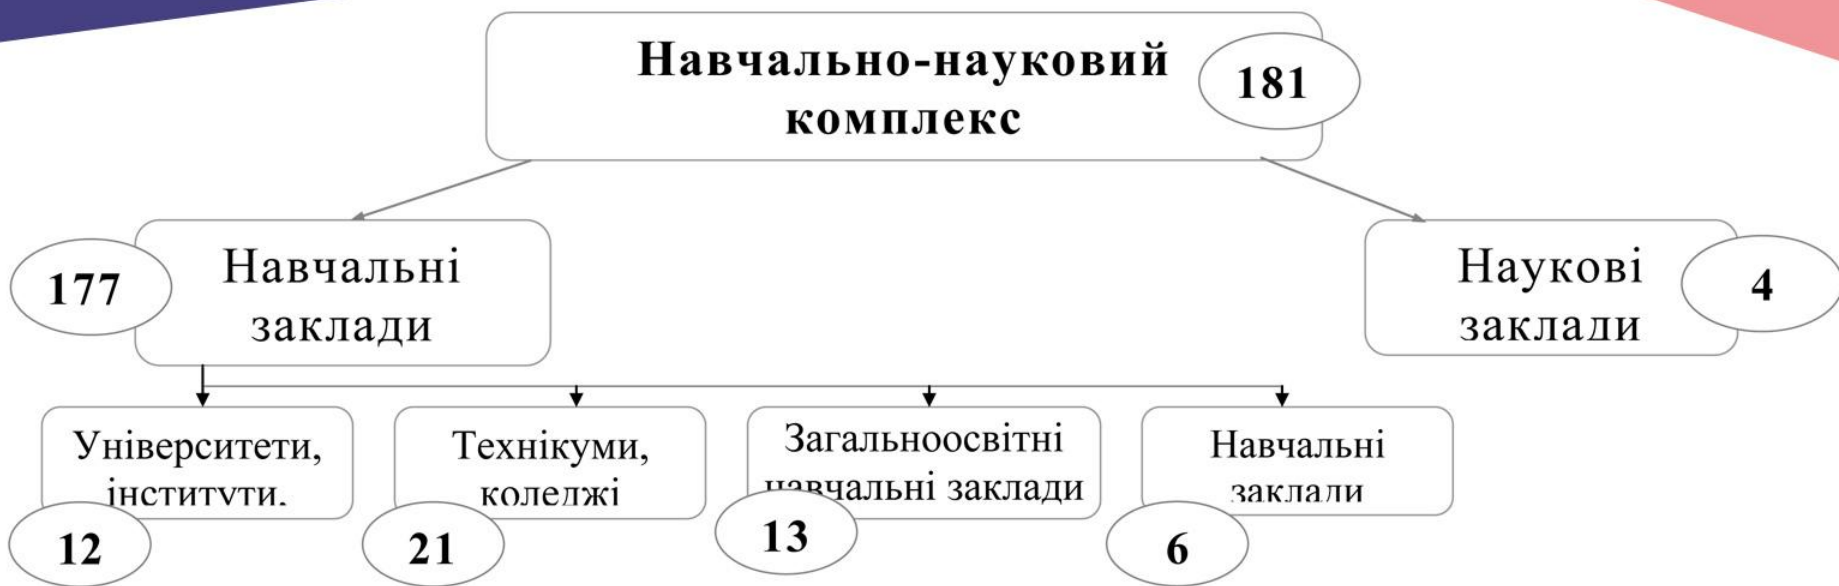 Навчально-науковий
комплекс
181
177
Навчальні
заклади
Наукові
заклади
4
Університети,
інститути,
12
Технікуми,
коледжі
21
Загальноосвітні
навчальні заклади
13
Навчальні
заклади
6